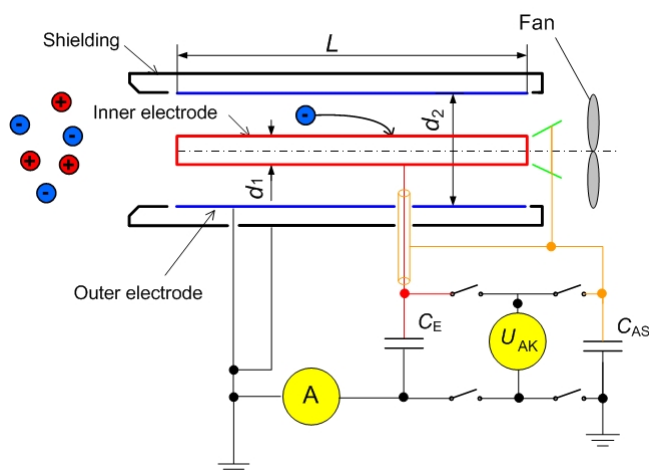 Fan
Shielding
L
Inner electrode
+
-
-
+
+
-
-
d2
d1
Outer electrode
CE
UAK
CAS
A